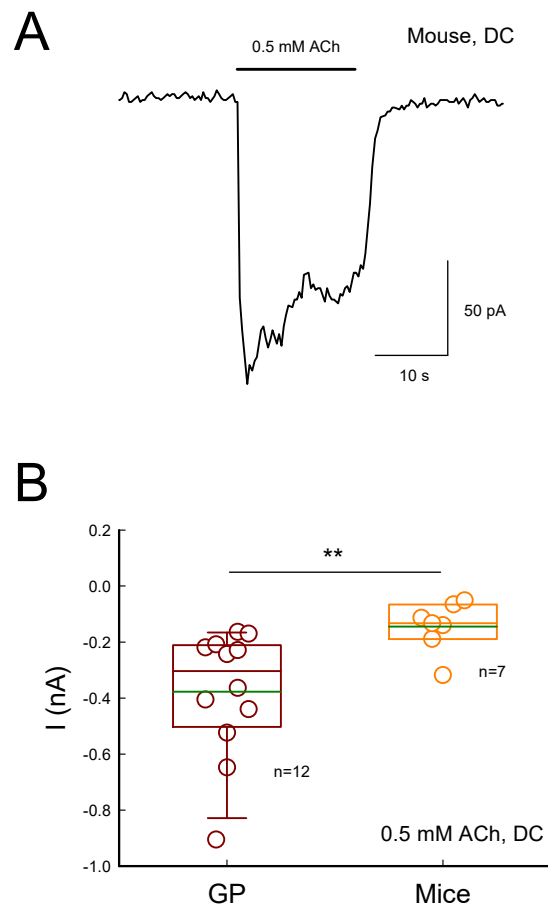 A
0.5 mM ACh
Mouse, DC
50 pA
10 s
B
0.2
0.0
-0.2
-0.4
-0.6
-0.8
-1.0
I (nA)
**
n=7
n=12
0.5 mM ACh, DC
GP
Mice